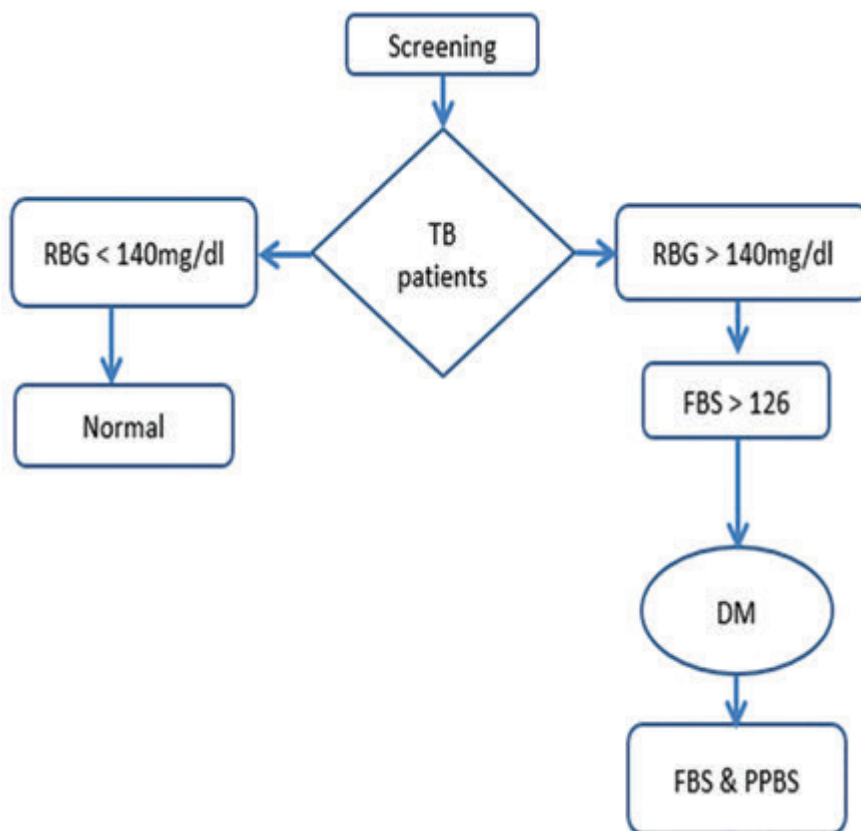 Screening
TB
patients
RBG < 140mg/dl
RBG > 140mg/dl
Normal
FBS > 126
DM
FBS & PPBS